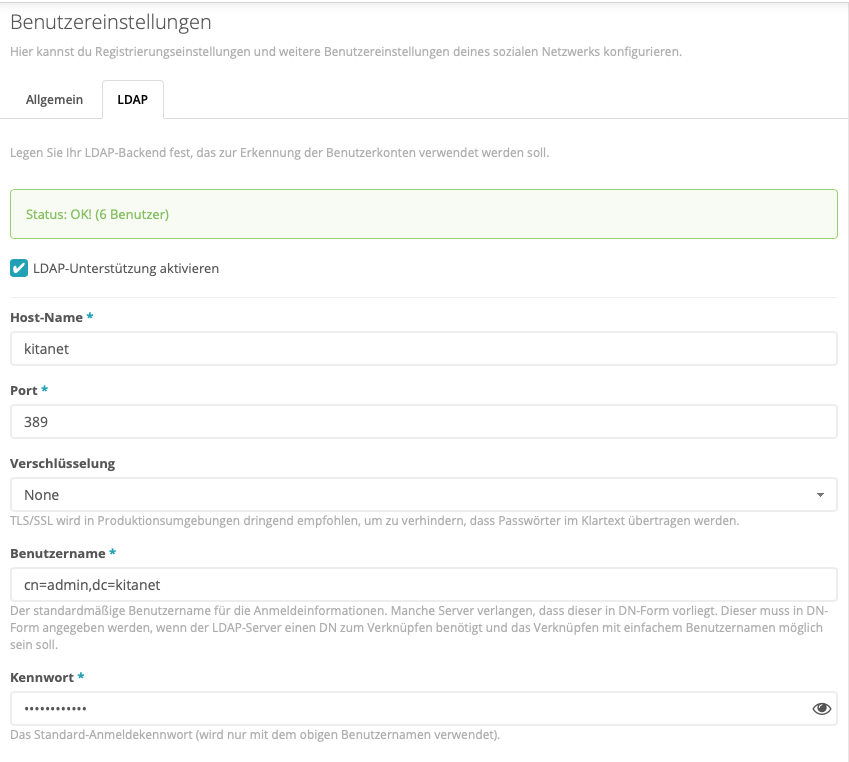 Benutzereinstellungen
Hier kannst du Registrierungseinstellungen und weitere Benutzereinstellungen deines sozialen Netzwerks konfigurieren.
Allgemein
LDAP
Legen Sie Ihr LDAP-Backend fest, das zur Erkennung der Benutzerkonten verwendet werden soll.
Status: OK! (6 Benutzer)
LDAP-Unterstützung aktivieren
Host-Name *
kitanet
Port *
389
Verschlüsselung
None
TLS/SSL wird in Produktionsumgebungen dringend empfohlen, um zu verhindern, dass Passwörter im Klartext übertragen werden.
Benutzername *
cn=admin,dc=kitanet
Der standardmäßige Benutzername für die Anmeldeinformationen. Manche Server verlangen, dass dieser in DN-Form vorliegt. Dieser muss in DN-
Form angegeben werden, wenn der LDAP-Server einen DN zum Verknüpfen benötigt und das Verknüpfen mit einfachem Benutzernamen möglich
sein soll.
Kennwort *
••••••••••••
Das Standard-Anmeldekennwort (wird nur mit dem obigen Benutzernamen verwendet).